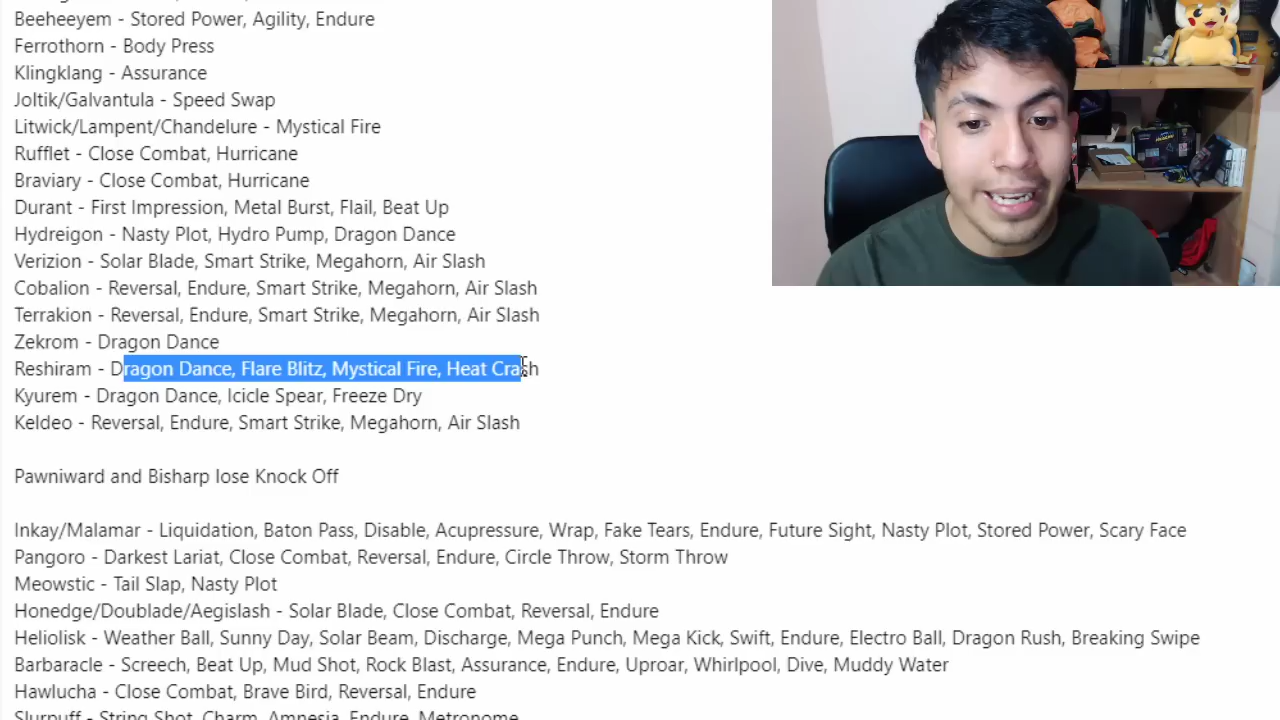 Beeheeyem - Stored Power, Agility, Endure
Ferrothorn - Body Press
Klingklang - Assurance
Joltik/Galvantula - Speed Swap
Litwick/Lampent/Chandelure - Mystical Fire
Rufflet - Close Combat, Hurricane
Braviary - Close Combat, Hurricane
Durant - First Impression, Metal Burst, Flail, Beat Up
Hydreigon - Nasty Plot, Hydro Pump, Dragon Dance
Verizion - Solar Blade, Smart Strike, Megahorn, Air Slash
Cobalion - Reversal, Endure, Smart Strike, Megahorn, Air Slash
Terrakion - Reversal, Endure, Smart Strike, Megahorn, Air Slash
Zekrom - Dragon Dance
Reshiram - Dragon Dance, Flare Blitz, Mystical Fire, Heat Crash
Kyurem - Dragon Dance, Icicle Spear, Freeze Dry
Keldeo - Reversal, Endure, Smart Strike, Megahorn, Air Slash
Pawniward and Bisharp lose Knock Off
Inkay/Malamar - Liquidation, Baton Pass, Disable, Acupressure, Wrap, Fake Tears, Endure, Future Sight, Nasty Plot, Stored Power, Scary Face
Pangoro - Darkest Lariat, Close Combat, Reversal, Endure, Circle Throw, Storm Throw
Meowstic - Tail Slap, Nasty Plot
Honedge/Doublade/Aegislash - Solar Blade, Close Combat, Reversal, Endure
Heliolisk - Weather Ball, Sunny Day, Solar Beam, Discharge, Mega Punch, Mega Kick, Swift, Endure, Electro Ball, Dragon Rush, Breaking Swipe
Barbaracle - Screech, Beat Up, Mud Shot, Rock Blast, Assurance, Endure, Uproar, Whirlpool, Dive, Muddy Water
Hawlucha - Close Combat, Brave Bird, Reversal, Endure
Slurpuff - String Shot, Charm, Amnesia, Endure, Metronome